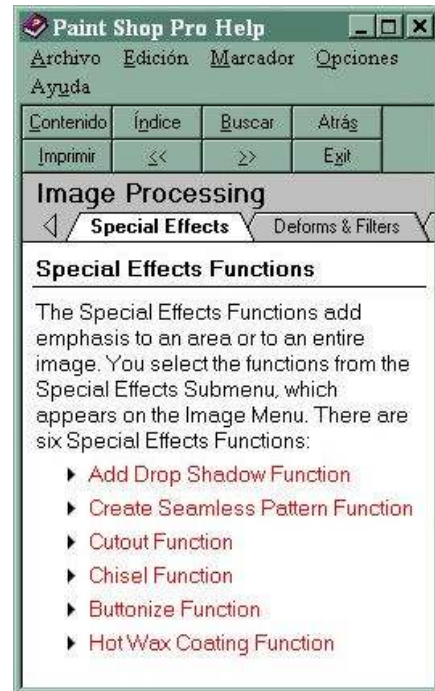 Paint Shop Pro Help
Archivo Edición Marcador Opciones
Ayuda
Contenido Índice Buscar Atrás
Imprimir << >> Exit
Image Processing
Special Effects Deforms & Filters
Special Effects Functions
The Special Effects Functions add
emphasis to an area or to an entire
image. You select the functions from the
Special Effects Submenu, which
appears on the Image Menu. There are
six Special Effects Functions:
Add Drop Shadow Function
Create Seamless Pattern Function
Cutout Function
Chisel Function
Buttonize Function
Hot Wax Coating Function